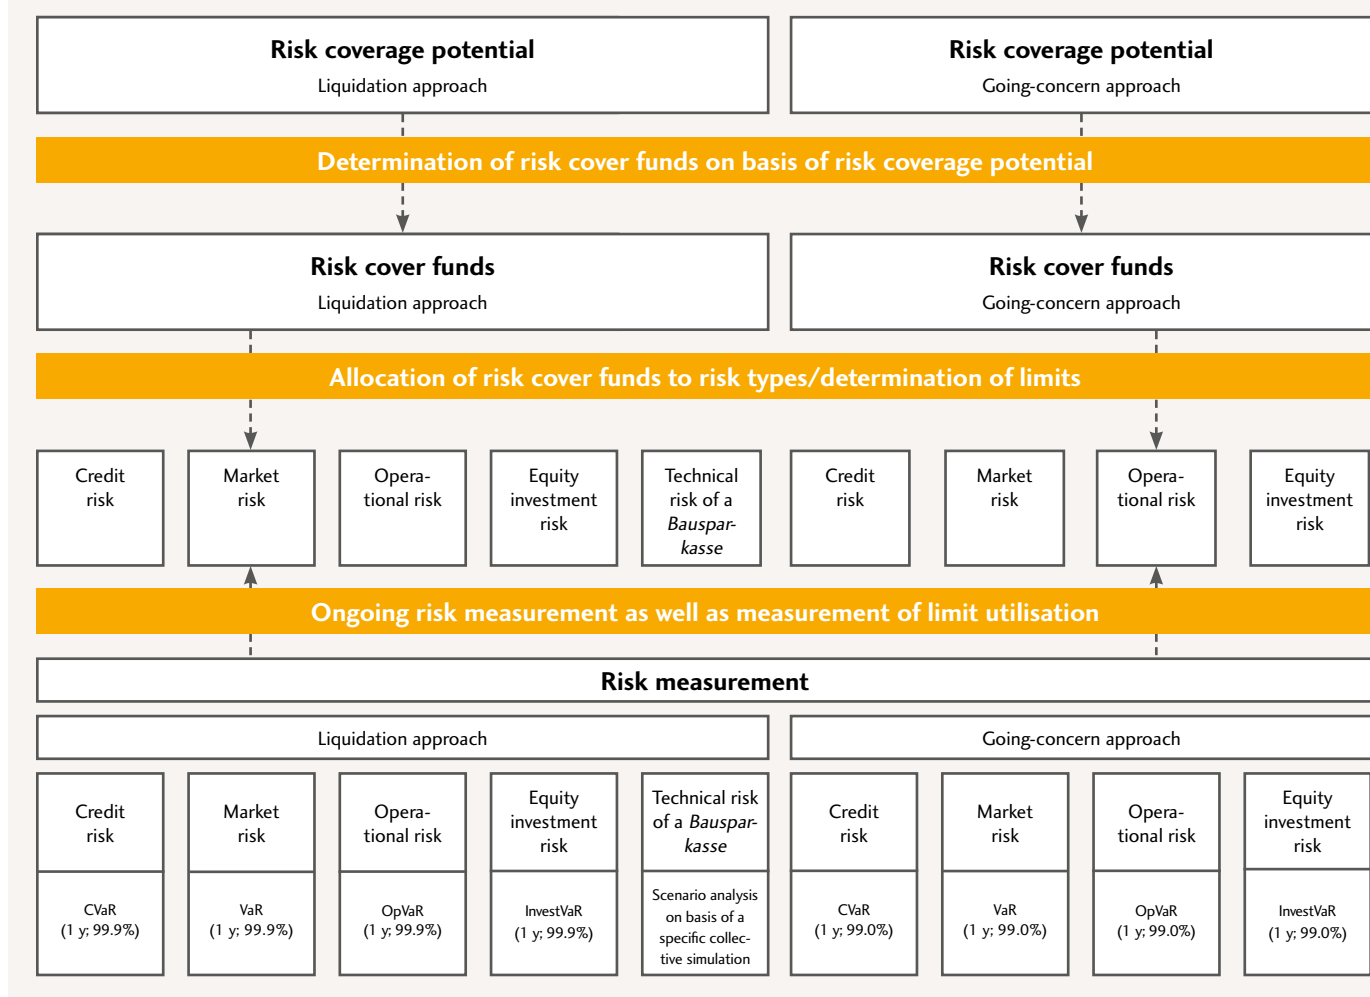 Risk coverage potential
Liquidation approach
Risk coverage potential
Going-concern approach
Determination of risk cover funds on basis of risk coverage potential
Risk cover funds
Liquidation approach
Risk cover funds
Going-concern approach
Allocation of risk cover funds to risk types/determination of limits
Credit
risk
Market
risk
Opera-
tional risk
Equity
investment
risk
Technical
risk of a
Bauspar-
kasse
Credit
risk
Market
risk
Opera-
tional risk
Equity
investment
risk
Ongoing risk measurement as well as measurement of limit utilisation
Risk measurement
Liquidation approach
Going-concern approach
Credit
risk
Market
risk
Opera-
tional risk
Equity
investment
risk
Technical risk
of a Bauspar-
kasse
Credit
risk
Market
risk
Opera-
tional risk
Equity
investment
risk
CVaR
(1 y; 99.9%)
VaR
(1 y; 99.9%)
OpVaR
(1 y; 99.9%)
InvestVaR
(1 y; 99.9%)
Scenario analysis
on basis of a
specific collec-
tive simulation
CVaR
(1 y; 99.0%)
VaR
(1 y; 99.0%)
OpVaR
(1 y; 99.0%)
InvestVaR
(1 y; 99.0%)